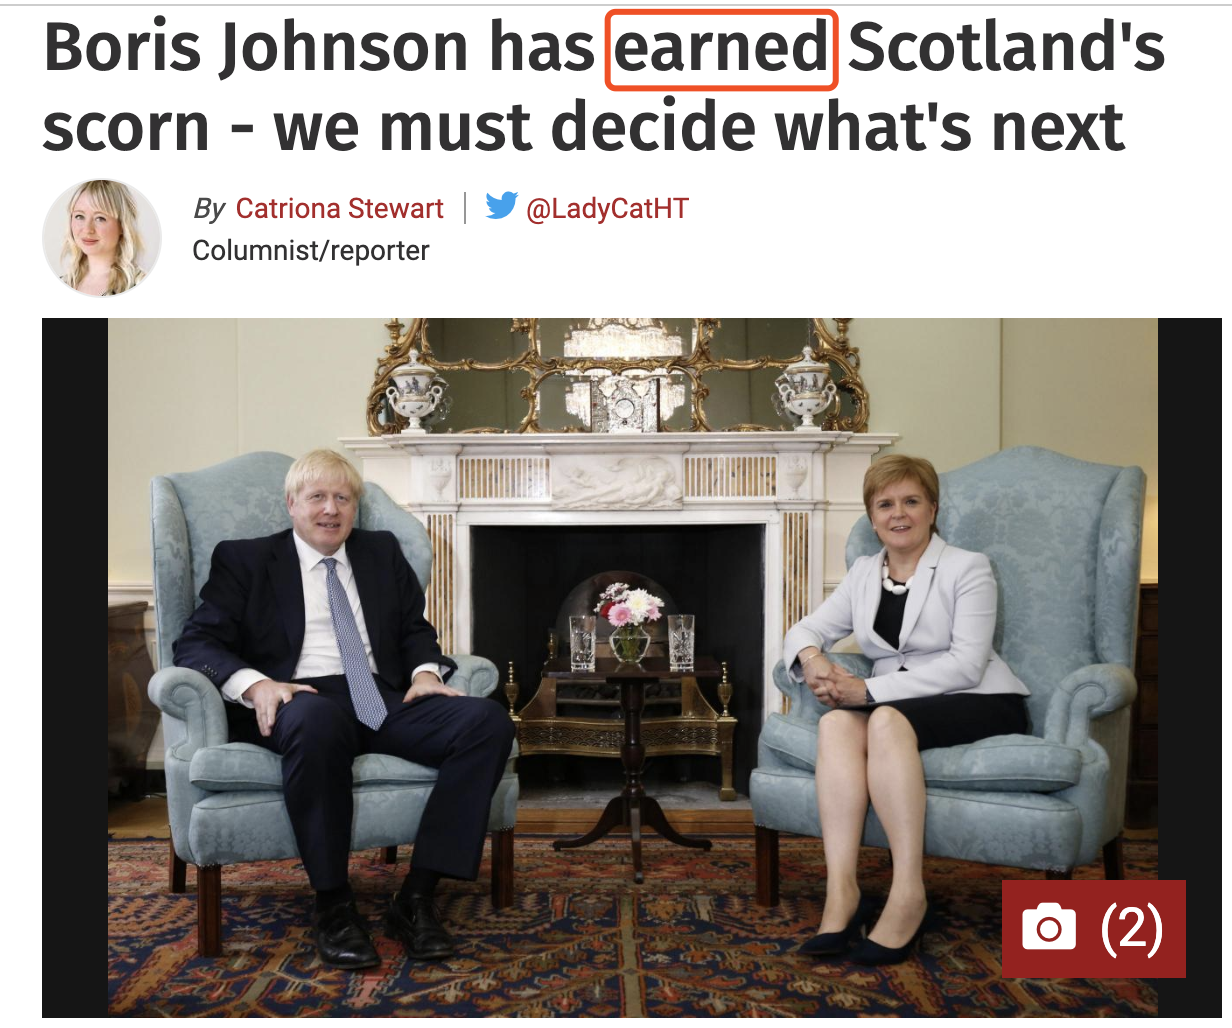 Boris Johnson has earned Scotland's
scorn - we must decide what's next
By Catriona Stewart | @LadyCatHT
Columnist/reporter
(2)